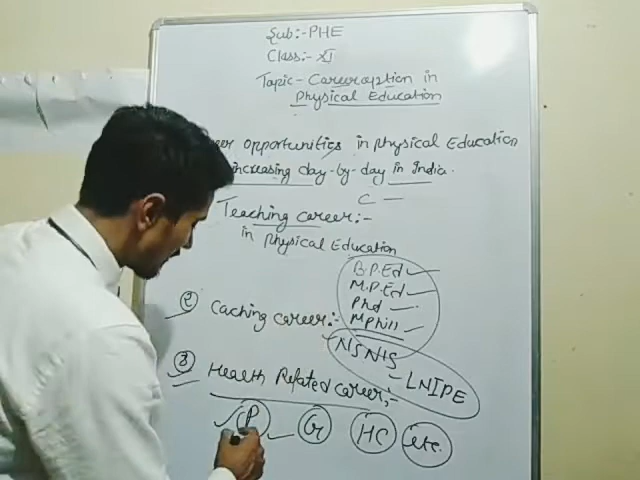 Sub:-PHE
Class:- XI
Topic- Career option in
Physical Education
opportunities in physical Education
increasing day-by-day in India.
C —
Teaching career:-
in physical Education
B.P.Ed
M.P.Ed
Phd
M Phill
② Caching career:-
NSNIS
- LNIPE
③ Health Related career,-
P G HC etc.